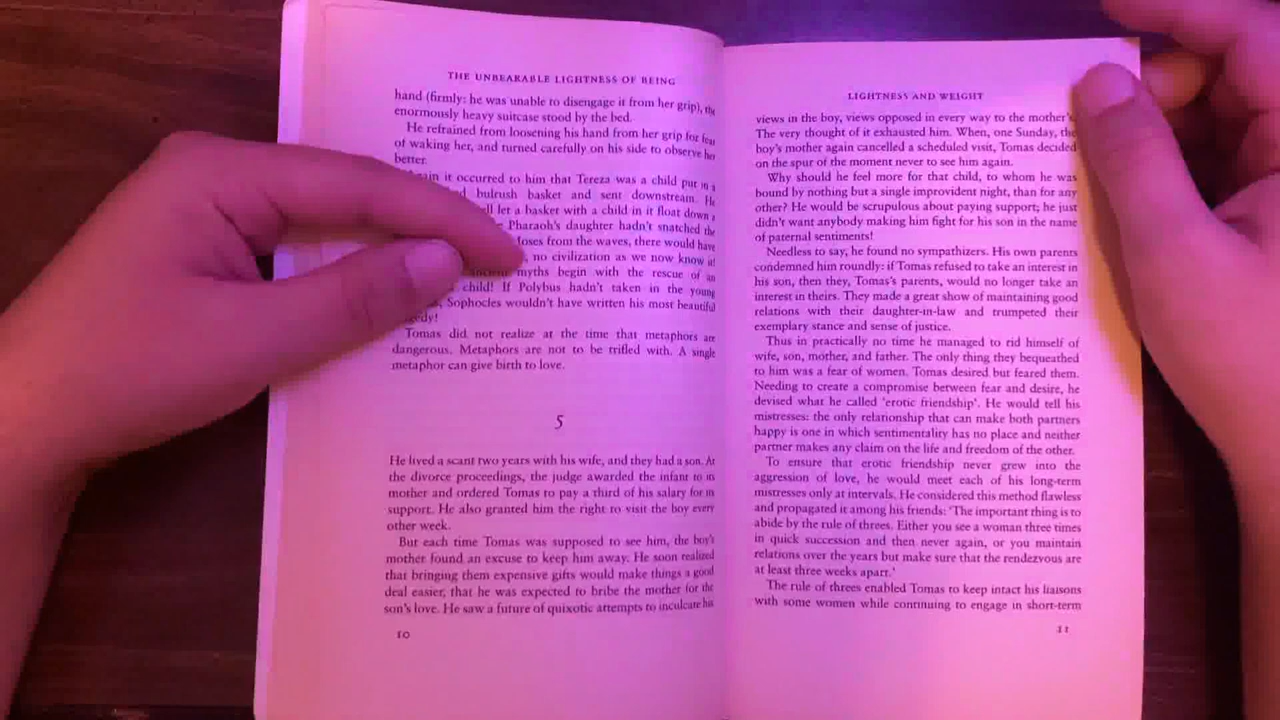 THE UNBEARABLE LIGHTNESS OF BEING
hand (firmly: he was unable to disengage it from her grip), the
enormously heavy suitcase stood by the bed.
He refrained from loosening his hand from her grip for fear
of waking her, and turned carefully on his side to observe her
better.
it occurred to him that Tereza was a child put in a
bulrush basket and sent downstream. He
let a basket with a child in it float down a
Pharaoh's daughter hadn't snatched the
Moses from the waves, there would have
, no civilization as we now know it!
ancient myths begin with the rescue of an
child! If Polybus hadn't taken in the young
, Sophocles wouldn't have written his most beautiful
Tomas did not realize at the time that metaphors are
dangerous. Metaphors are not to be trifled with. A single
metaphor can give birth to love.
5
He lived a scant two years with his wife, and they had a son. At
the divorce proceedings, the judge awarded the infant to its
mother and ordered Tomas to pay a third of his salary for its
support. He also granted him the right to visit the boy every
other week.
But each time Tomas was supposed to see him, the boy's
mother found an excuse to keep him away. He soon realized
that bringing them expensive gifts would make things a good
deal easier, that he was expected to bribe the mother for the
son's love. He saw a future of quixotic attempts to inculcate his
10
LIGHTNESS AND WEIGHT
views in the boy, views opposed in every way to the mother's.
The very thought of it exhausted him. When, one Sunday, the
boy's mother again cancelled a scheduled visit, Tomas decided
on the spur of the moment never to see him again.
Why should he feel more for that child, to whom he was
bound by nothing but a single improvident night, than for any
other? He would be scrupulous about paying support; he just
didn't want anybody making him fight for his son in the name
of paternal sentiments!
Needless to say, he found no sympathizers. His own parents
condemned him roundly: if Tomas refused to take an interest in
his son, then they, Tomas's parents, would no longer take an
interest in theirs. They made a great show of maintaining good
relations with their daughter-in-law and trumpeted their
exemplary stance and sense of justice.
Thus in practically no time he managed to rid himself of
wife, son, mother, and father. The only thing they bequeathed
to him was a fear of women. Tomas desired but feared them.
Needing to create a compromise between fear and desire, he
devised what he called 'erotic friendship'. He would tell his
mistresses: the only relationship that can make both partners
happy is one in which sentimentality has no place and neither
partner makes any claim on the life and freedom of the other.
To ensure that erotic friendship never grew into the
aggression of love, he would meet each of his long-term
mistresses only at intervals. He considered this method flawless
and propagated it among his friends: 'The important thing is to
abide by the rule of threes. Either you see a woman three times
in quick succession and then never again, or you maintain
relations over the years but make sure that the rendezvous are
at least three weeks apart.'
The rule of threes enabled Tomas to keep intact his liaisons
with some women while continuing to engage in short-term
11